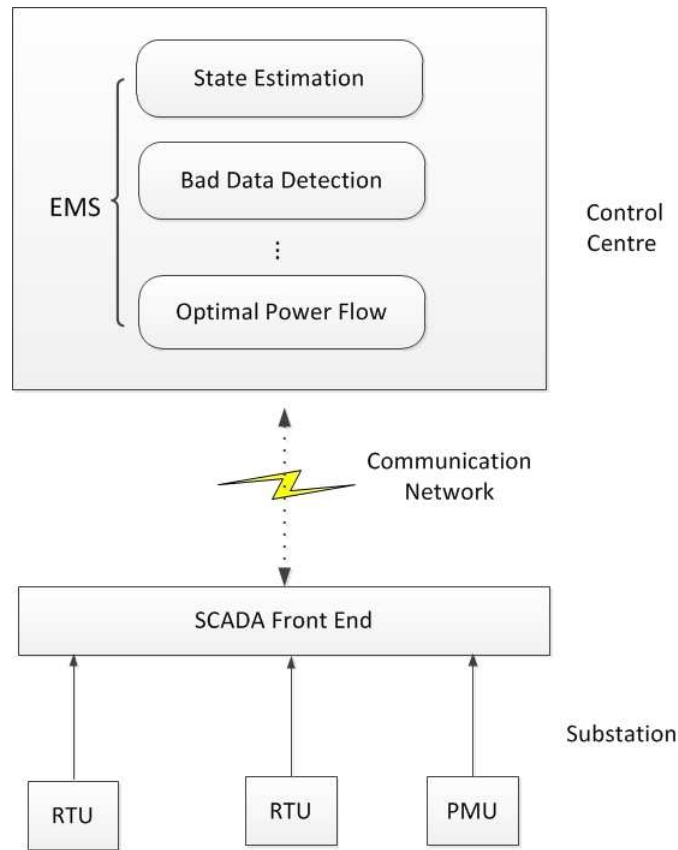 State Estimation
Bad Data Detection
EMS
⋮
Optimal Power Flow
Control
Centre
Communication
Network
SCADA Front End
Substation
RTU
RTU
PMU